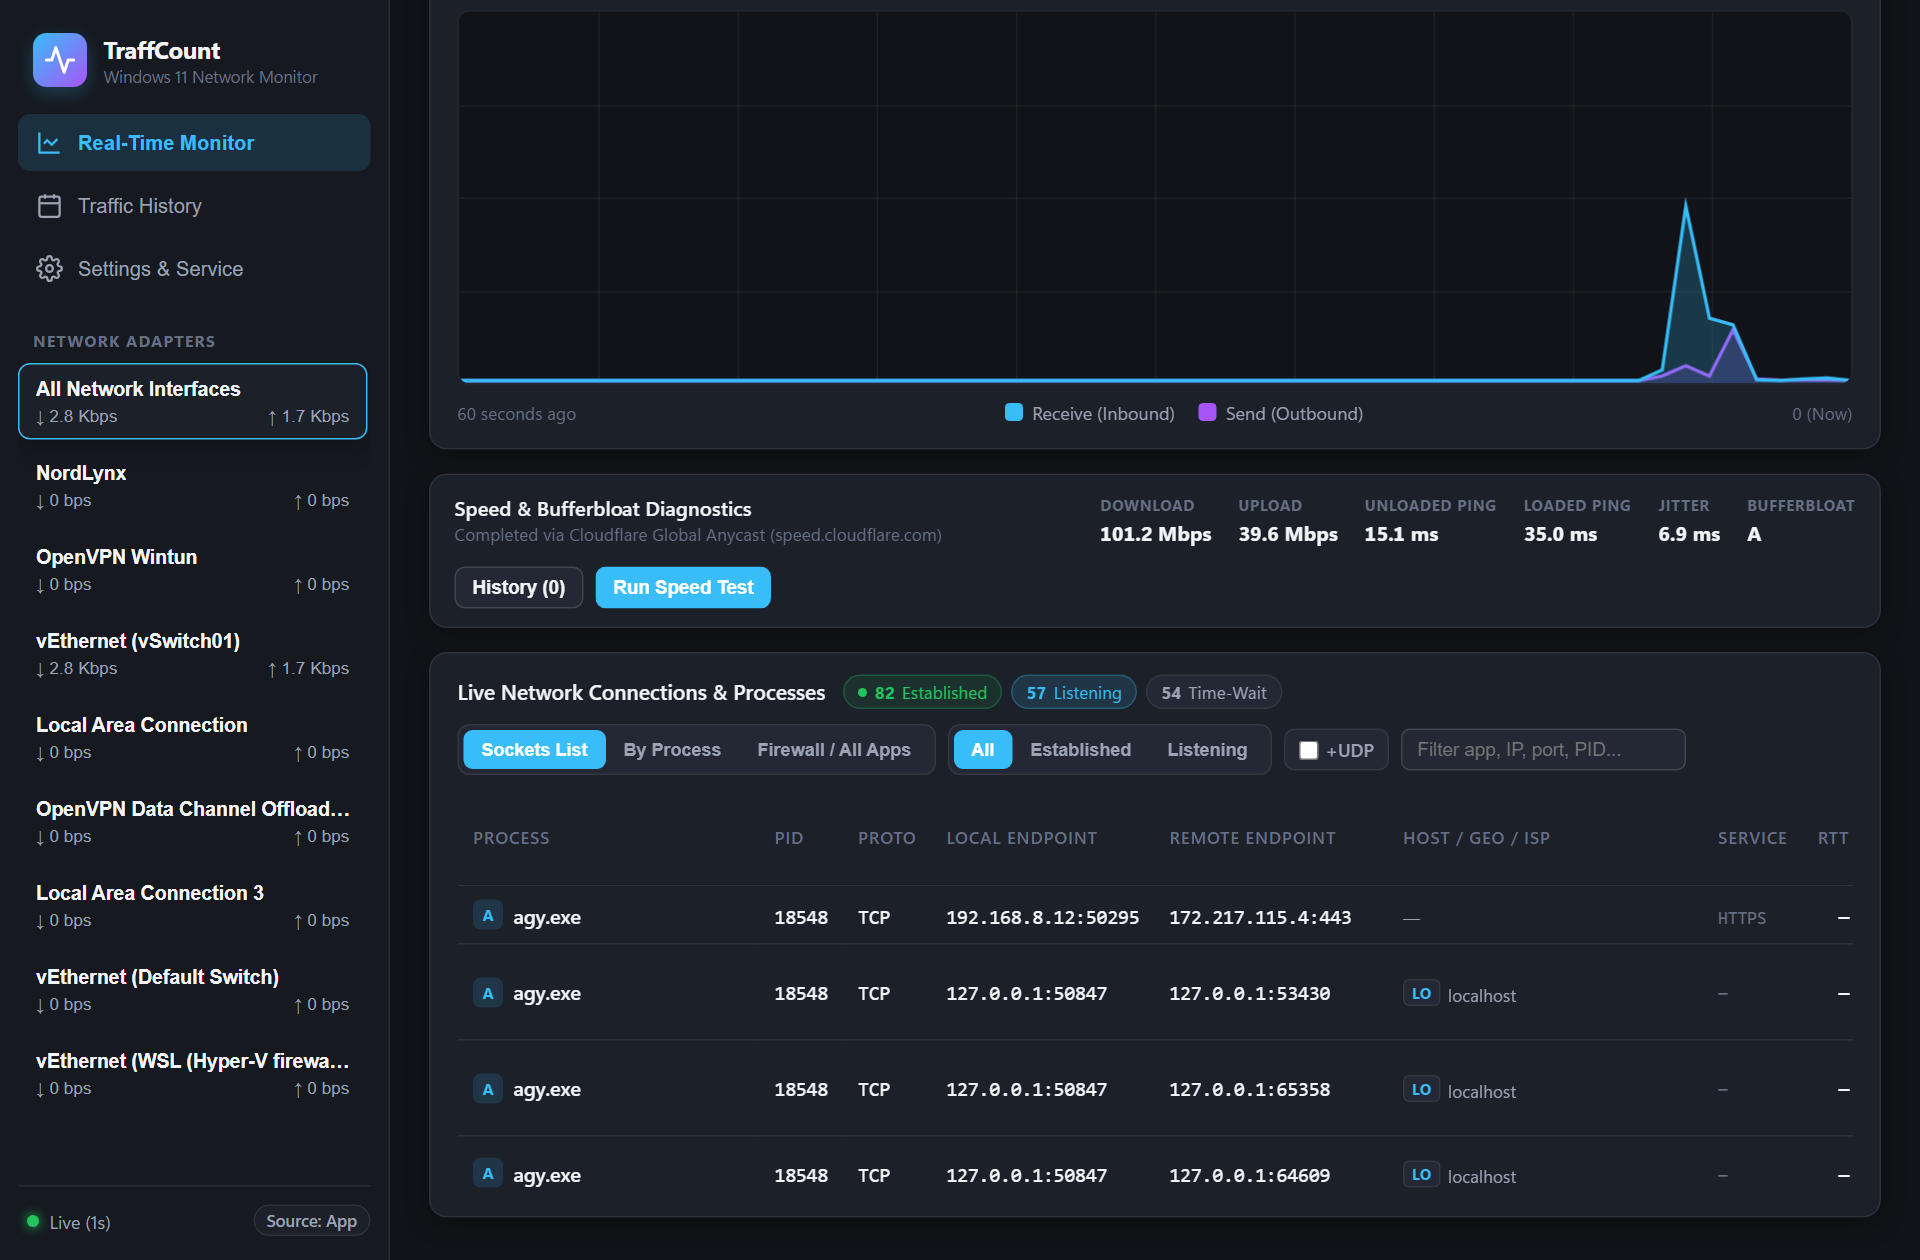 TraffCount
Windows 11 Network Monitor
Real-Time Monitor
Traffic History
Settings & Service
NETWORK ADAPTERS
All Network Interfaces
↓ 2.8 Kbps ↑ 1.7 Kbps
NordLynx
↓ 0 bps ↑ 0 bps
OpenVPN Wintun
↓ 0 bps ↑ 0 bps
vEthernet (vSwitch01)
↓ 2.8 Kbps ↑ 1.7 Kbps
Local Area Connection
↓ 0 bps ↑ 0 bps
OpenVPN Data Channel Offload...
↓ 0 bps ↑ 0 bps
Local Area Connection 3
↓ 0 bps ↑ 0 bps
vEthernet (Default Switch)
↓ 0 bps ↑ 0 bps
vEthernet (WSL (Hyper-V firewa...
↓ 0 bps ↑ 0 bps
Live (1s) Source: App
60 seconds ago Receive (Inbound) Send (Outbound) 0 (Now)
Speed & Bufferbloat Diagnostics
Completed via Cloudflare Global Anycast (speed.cloudflare.com)
DOWNLOAD UPLOAD UNLOADED PING LOADED PING JITTER BUFFERBLOAT
101.2 Mbps 39.6 Mbps 15.1 ms 35.0 ms 6.9 ms A
History (0) Run Speed Test
Live Network Connections & Processes 82 Established 57 Listening 54 Time-Wait
Sockets List By Process Firewall / All Apps All Established Listening +UDP Filter app, IP, port, PID...
PROCESS PID PROTO LOCAL ENDPOINT REMOTE ENDPOINT HOST / GEO / ISP SERVICE RTT
A agy.exe 18548 TCP 192.168.8.12:50295 172.217.115.4:443 — HTTPS –
A agy.exe 18548 TCP 127.0.0.1:50847 127.0.0.1:53430 LO localhost – –
A agy.exe 18548 TCP 127.0.0.1:50847 127.0.0.1:65358 LO localhost – –
A agy.exe 18548 TCP 127.0.0.1:50847 127.0.0.1:64609 LO localhost – –